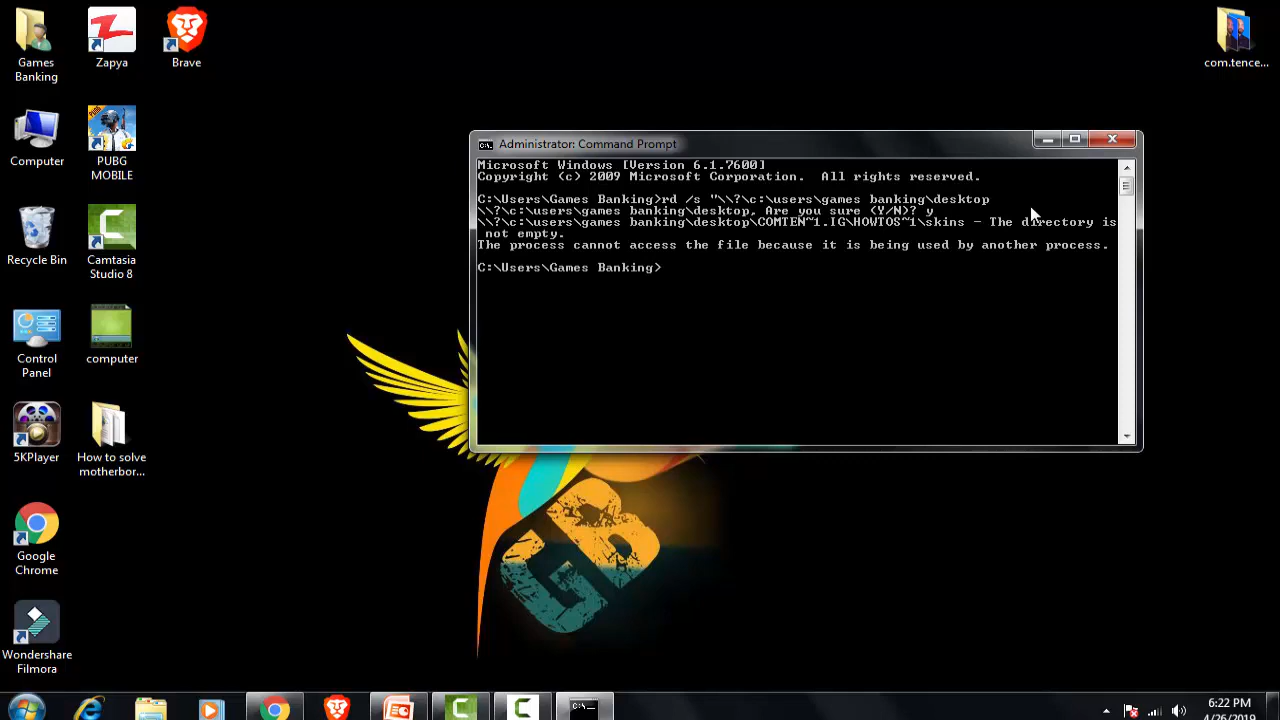 Games
Banking
Zapya
Brave
com.tence...
Computer
PUBG
MOBILE
Recycle Bin
Camtasia
Studio 8
Control
Panel
computer
5KPlayer
How to solve
motherbor...
Google
Chrome
Wondershare
Filmora
Administrator: Command Prompt
Microsoft Windows [Version 6.1.7600]
Copyright (c) 2009 Microsoft Corporation.  All rights reserved.
C:\Users\Games Banking>rd /s "\\?\c:\users\games banking\desktop
\\?\c:\users\games banking\desktop, Are you sure (Y/N)? y
\\?\c:\users\games banking\desktop\COMTEN~1.IG\HOWTOS~1\skins - The directory is
not empty.
The process cannot access the file because it is being used by another process.
C:\Users\Games Banking>
GB
6:22 PM
4/26/2019